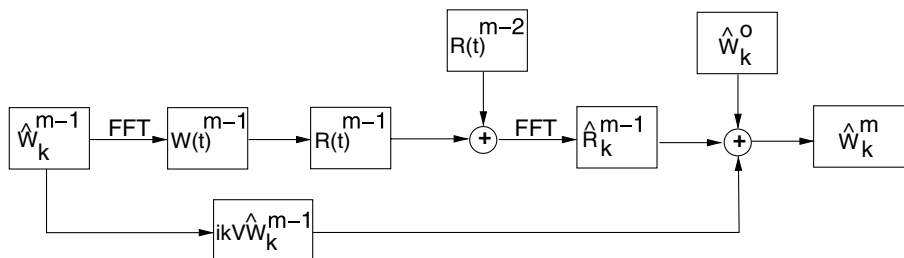 R(t)^{m-2}
Ŵ_k^o
Ŵ_k^{m-1}
FFT
W(t)^{m-1}
R(t)^{m-1}
+
FFT
R̂_k^{m-1}
+
Ŵ_k^m
ikVŴ_k^{m-1}